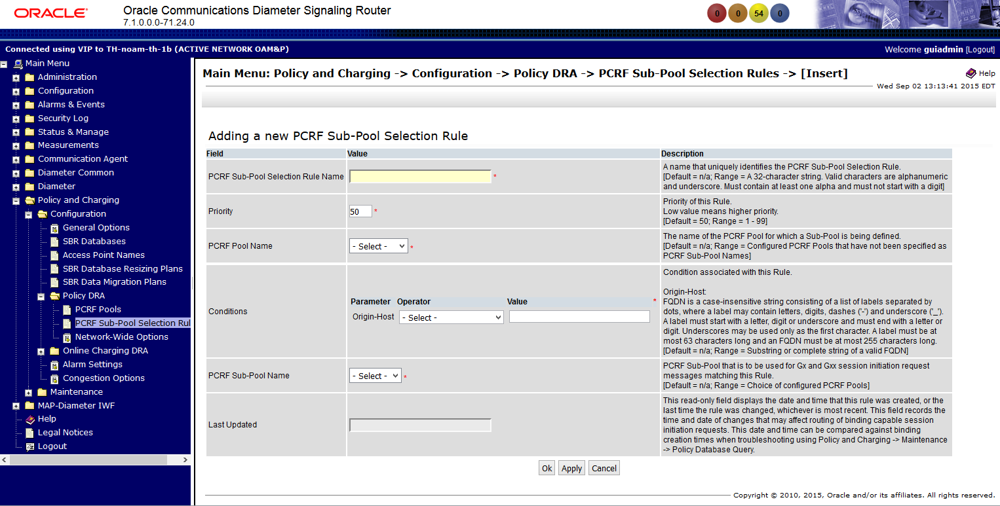 ORACLE®
Oracle Communications Diameter Signaling Router
7.1.0.0.0-71.24.0
0 0 54 0
Connected using VIP to TH-noam-th-1b (ACTIVE NETWORK OAM&P)
Welcome guiadmin [Logout]
Main Menu
Administration
Configuration
Alarms & Events
Security Log
Status & Manage
Measurements
Communication Agent
Diameter Common
Diameter
Policy and Charging
Configuration
General Options
SBR Databases
Access Point Names
SBR Database Resizing Plans
SBR Data Migration Plans
Policy DRA
PCRF Pools
PCRF Sub-Pool Selection Rul
Network-Wide Options
Online Charging DRA
Alarm Settings
Congestion Options
Maintenance
MAP-Diameter IWF
Help
Legal Notices
Logout
Main Menu: Policy and Charging -> Configuration -> Policy DRA -> PCRF Sub-Pool Selection Rules -> [Insert]
Help
Wed Sep 02 13:13:41 2015 EDT
Adding a new PCRF Sub-Pool Selection Rule
Field Value Description
PCRF Sub-Pool Selection Rule Name *
A name that uniquely identifies the PCRF Sub-Pool Selection Rule.
[Default = n/a; Range = A 32-character string. Valid characters are alphanumeric
and underscore. Must contain at least one alpha and must not start with a digit]
Priority 50 *
Priority of this Rule.
Low value means higher priority.
[Default = 50; Range = 1 - 99]
PCRF Pool Name - Select - *
The name of the PCRF Pool for which a Sub-Pool is being defined.
[Default = n/a; Range = Configured PCRF Pools that have not been specified as
PCRF Sub-Pool Names]
Conditions
Parameter Operator Value *
Origin-Host - Select -
Condition associated with this Rule.
Origin-Host:
FQDN is a case-insensitive string consisting of a list of labels separated by
dots, where a label may contain letters, digits, dashes ('-') and underscore ('_').
A label must start with a letter, digit or underscore and must end with a letter or
digit. Underscores may be used only as the first character. A label must be at
most 63 characters long and an FQDN must be at most 255 characters long.
[Default = n/a; Range = Substring or complete string of a valid FQDN]
PCRF Sub-Pool Name - Select - *
PCRF Sub-Pool that is to be used for Gx and Gxx session initiation request
messages matching this Rule.
[Default = n/a; Range = Choice of configured PCRF Pools]
Last Updated
This read-only field displays the date and time that this rule was created, or the
last time the rule was changed, whichever is most recent. This field records the
time and date of changes that may affect routing of binding capable session
initiation requests. This date and time can be compared against binding
creation times when troubleshooting using Policy and Charging -> Maintenance
-> Policy Database Query.
Ok Apply Cancel
Copyright © 2010, 2015, Oracle and/or its affiliates. All rights reserved.